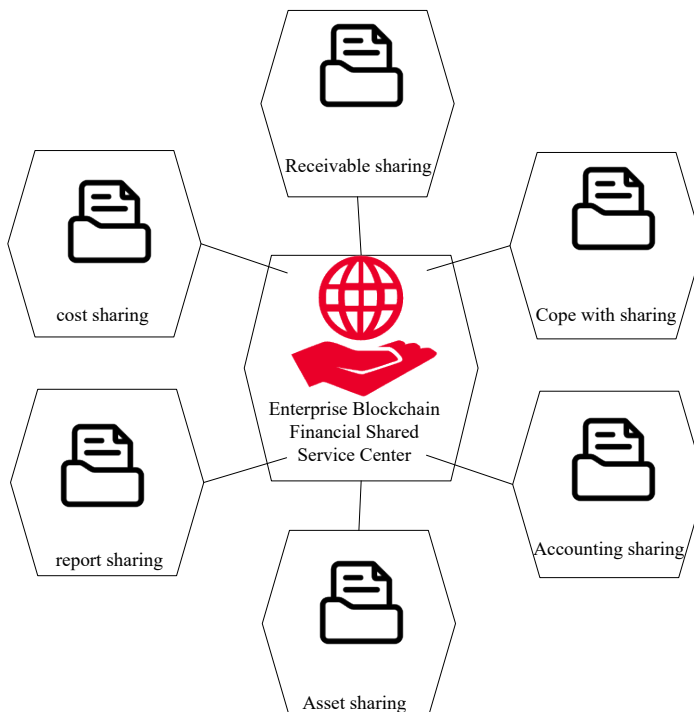 Receivable sharing
cost sharing
Cope with sharing
Enterprise Blockchain
Financial Shared
Service Center
report sharing
Accounting sharing
Asset sharing